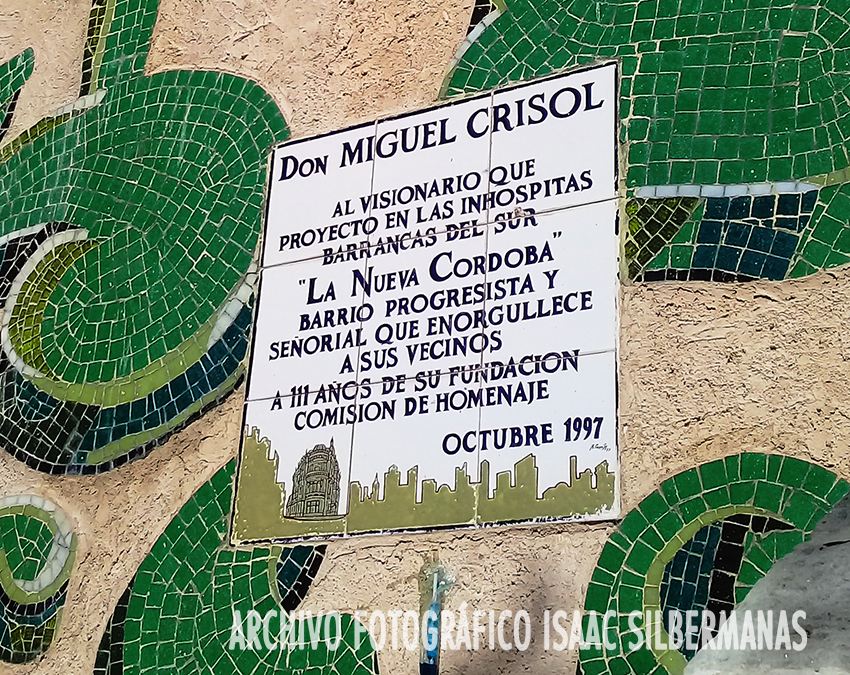 DON MIGUEL CRISOL
AL VISIONARIO QUE
PROYECTO EN LAS INHOSPITAS
BARRANCAS DEL SUR
"LA NUEVA CORDOBA"
BARRIO PROGRESISTA Y
SEÑORIAL QUE ENORGULLECE
A SUS VECINOS
A 111 AÑOS DE SU FUNDACION
COMISION DE HOMENAJE
OCTUBRE 1997
ARCHIVO FOTOGRÁFICO ISAAC SILBERMANAS